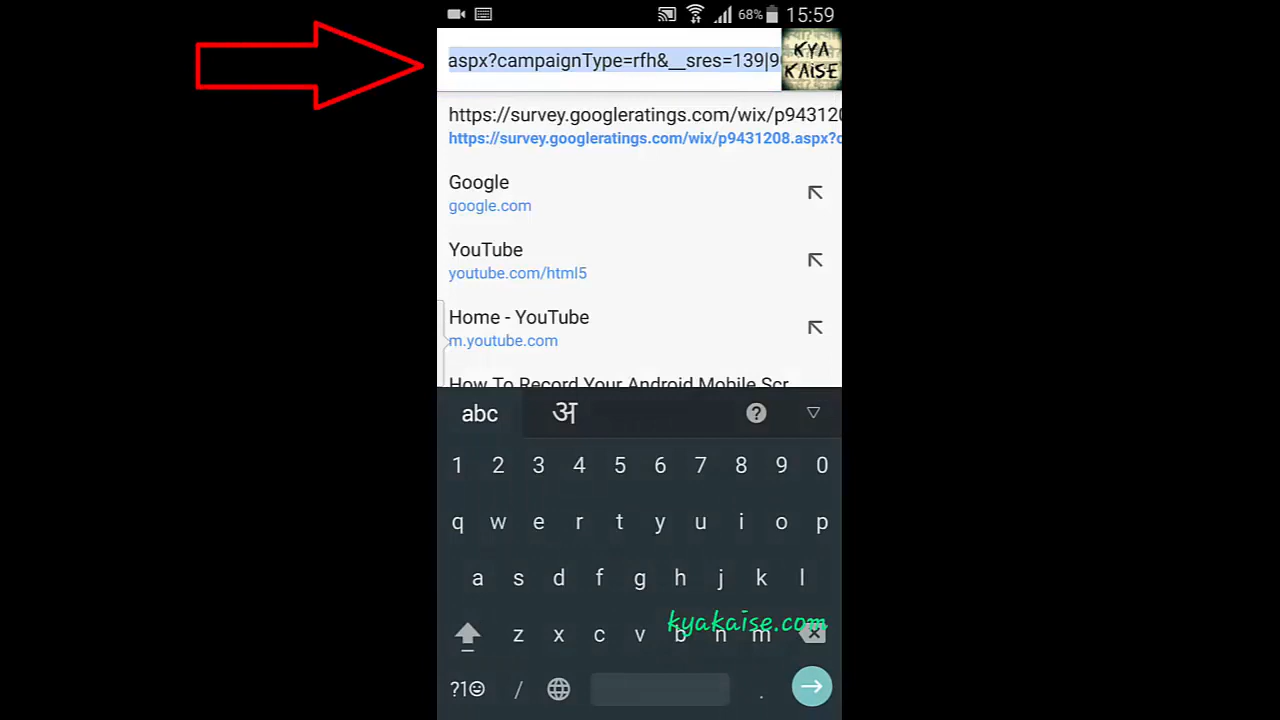 68% 15:59
aspx?campaignType=rfh&__sres=139|9
KYA
KAISE
https://survey.googleratings.com/wix/p943120
https://survey.googleratings.com/wix/p9431208.aspx?c
Google
google.com
YouTube
youtube.com/html5
Home - YouTube
m.youtube.com
How To Record Your Android Mobile Scr
abc अ ?
1 2 3 4 5 6 7 8 9 0
q w e r t y u i o p
a s d f g h j k l
kyakaise.com
z x c v b n m
?1☺ / .